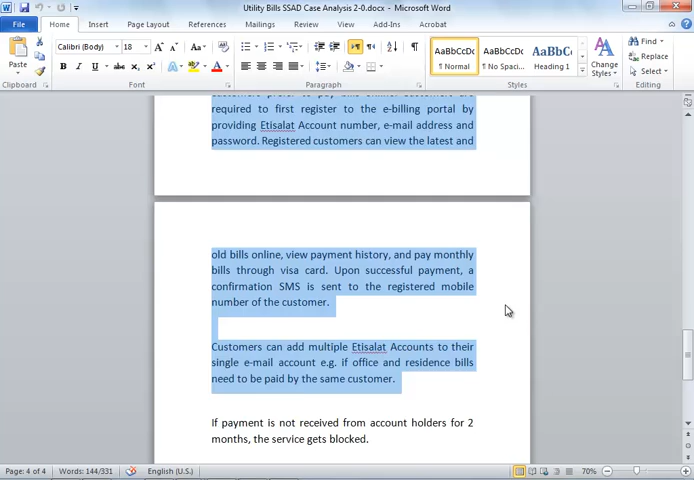 Utility Bills SSAD Case Analysis 2-0.docx - Microsoft Word
File Home Insert Page Layout References Mailings Review View Add-Ins Acrobat
Paste
Calibri (Body) 18
AaBbCcDc AaBbCcDc AaBbCc
¶ Normal ¶ No Spaci... Heading 1
Change Styles
Find
Replace
Select
Clipboard Font Paragraph Styles Editing
required to first register to the e-billing portal by
providing Etisalat Account number, e-mail address and
password. Registered customers can view the latest and
old bills online, view payment history, and pay monthly
bills through visa card. Upon successful payment, a
confirmation SMS is sent to the registered mobile
number of the customer.
Customers can add multiple Etisalat Accounts to their
single e-mail account e.g. if office and residence bills
need to be paid by the same customer.
If payment is not received from account holders for 2
months, the service gets blocked.
Page: 4 of 4 Words: 144/331 English (U.S.) 70%